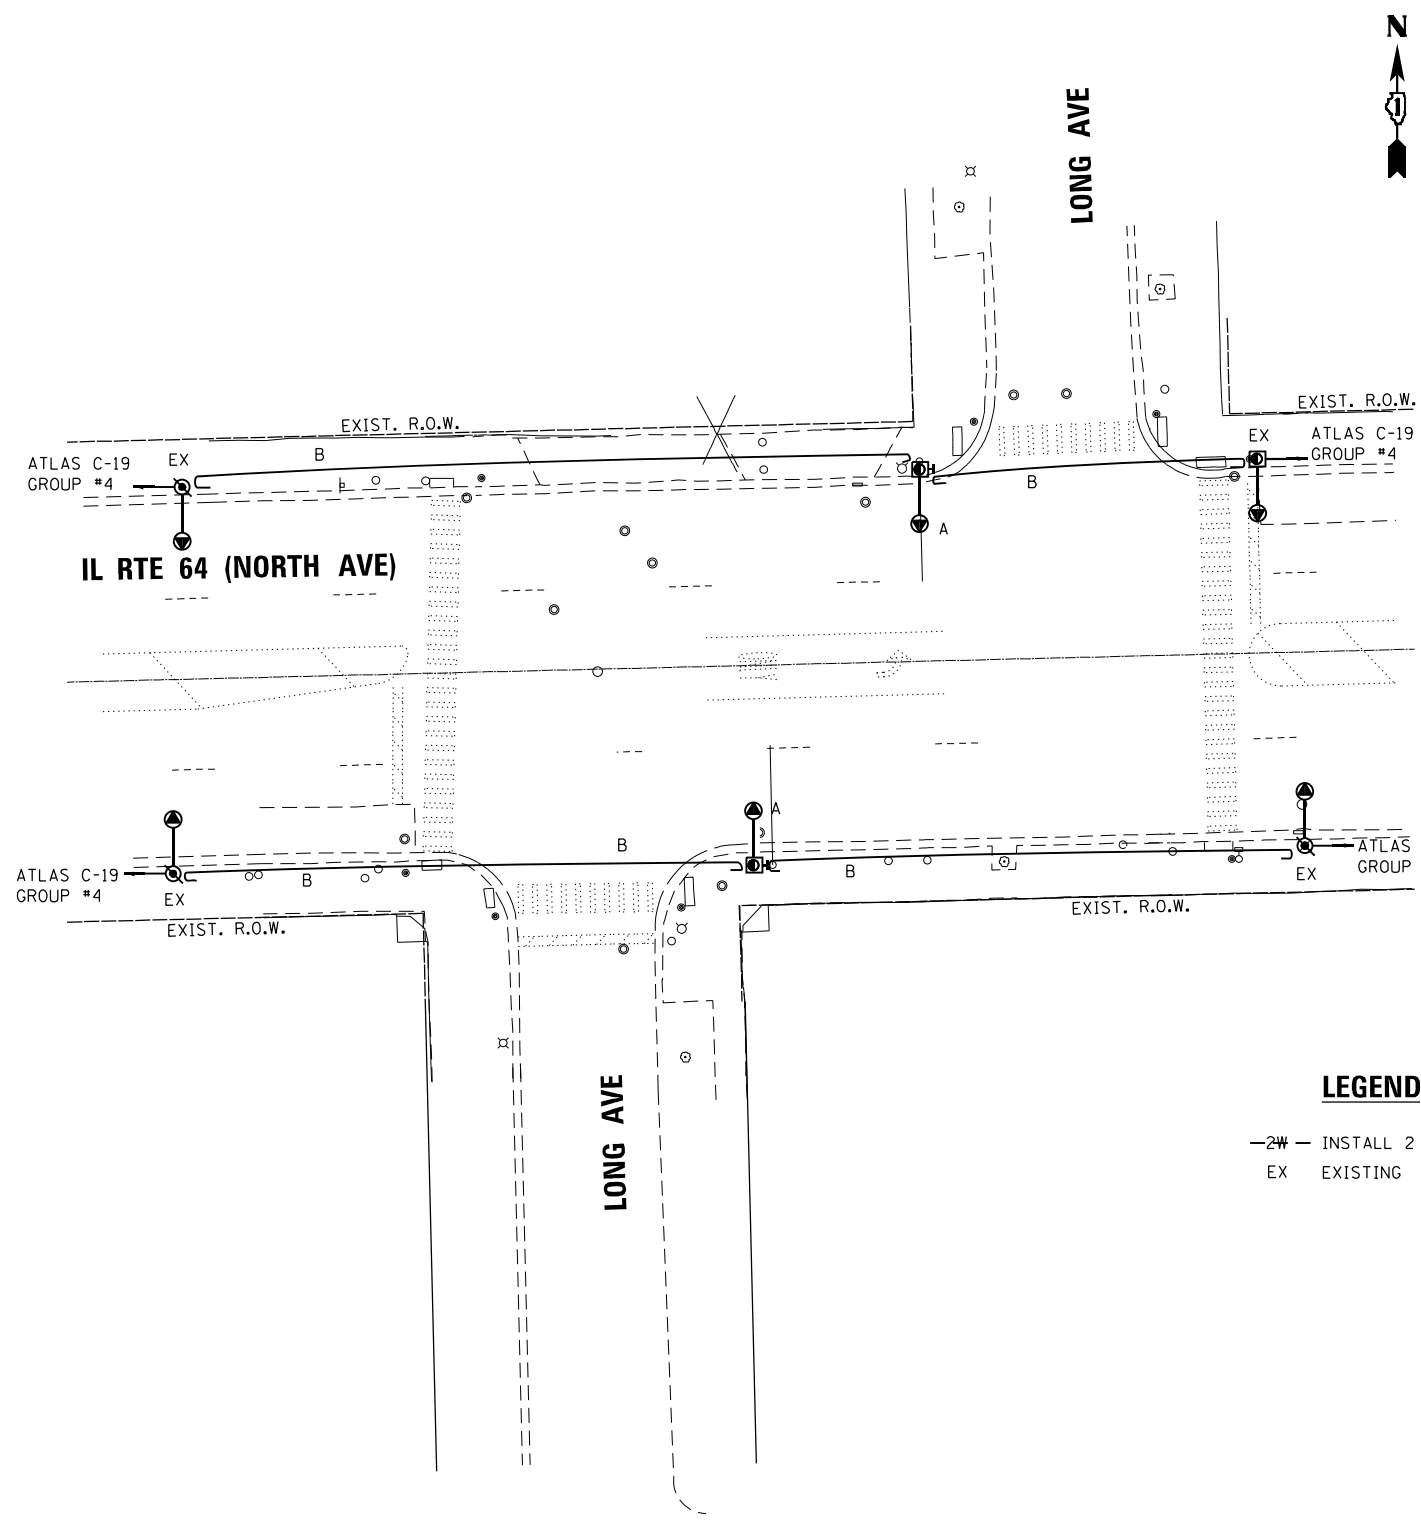 N
LONG AVE
EXIST. R.O.W.
EXIST. R.O.W.
ATLAS C-19
GROUP #4
EX
B
EX
ATLAS C-19
GROUP #4
B
A
IL RTE 64 (NORTH AVE)
A
B
B
B
ATLAS C-19
GROUP #4
EX
ATLAS
GROUP
EX
EXIST. R.O.W.
EXIST. R.O.W.
LONG AVE
LEGEND
2W INSTALL 2
EX EXISTING